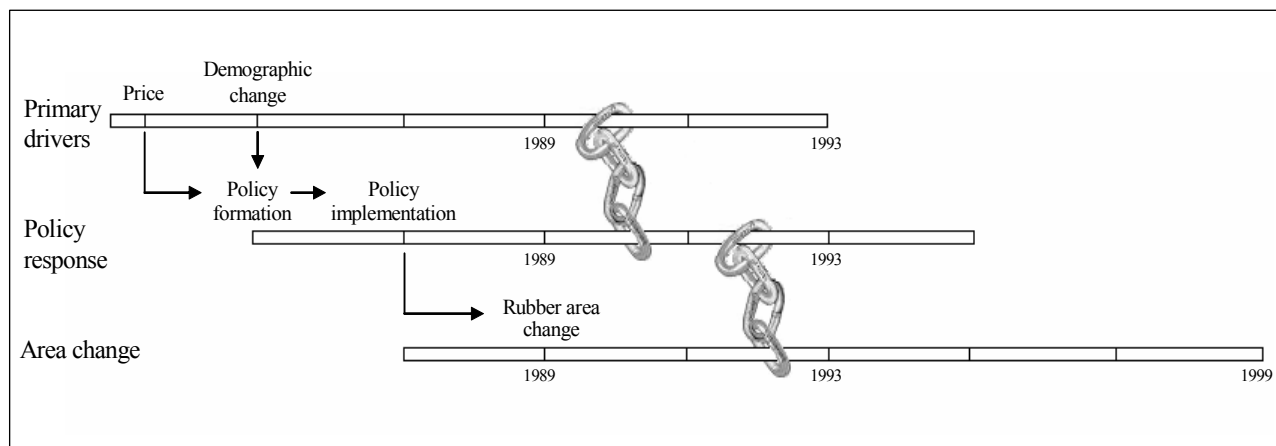 Demographic
change
Price
Primary
drivers
1989
1993
Policy
formation
Policy
implementation
Policy
response
1989
1993
Rubber area
change
Area change
1989
1993
1999